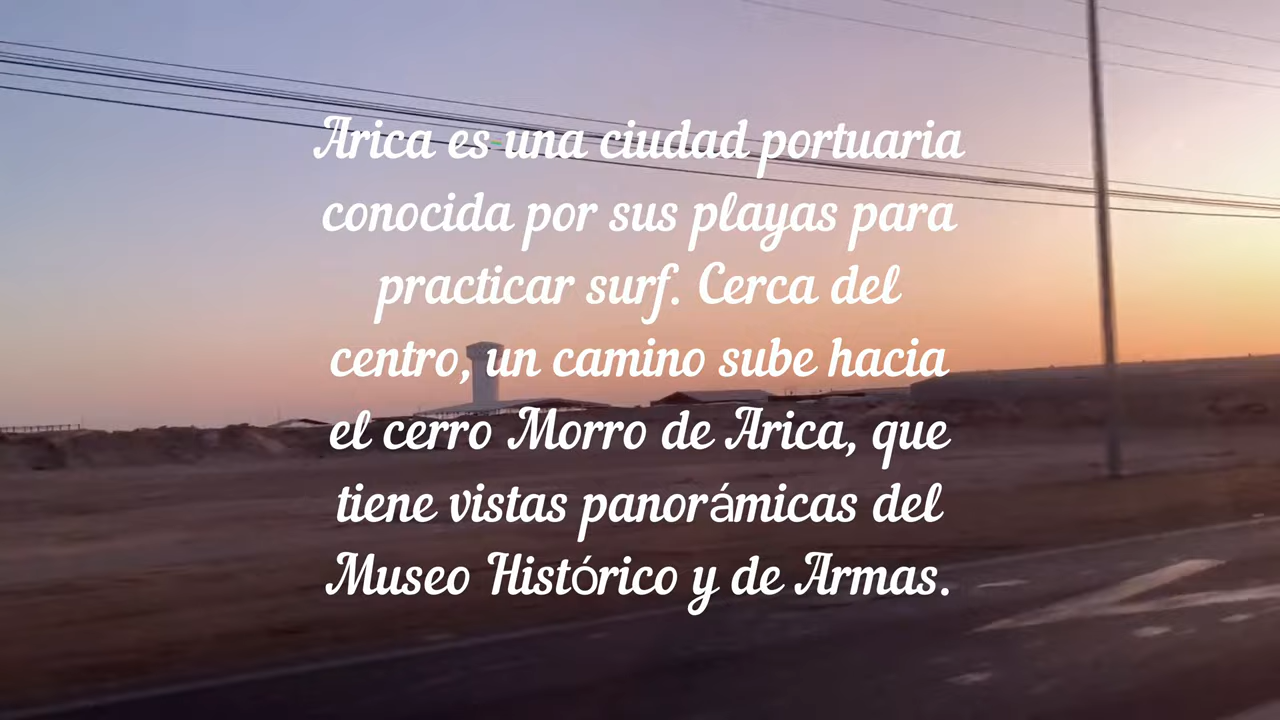 Arica es una ciudad portuaria
conocida por sus playas para
practicar surf. Cerca del
centro, un camino sube hacia
el cerro Morro de Arica, que
tiene vistas panorámicas del
Museo Histórico y de Armas.